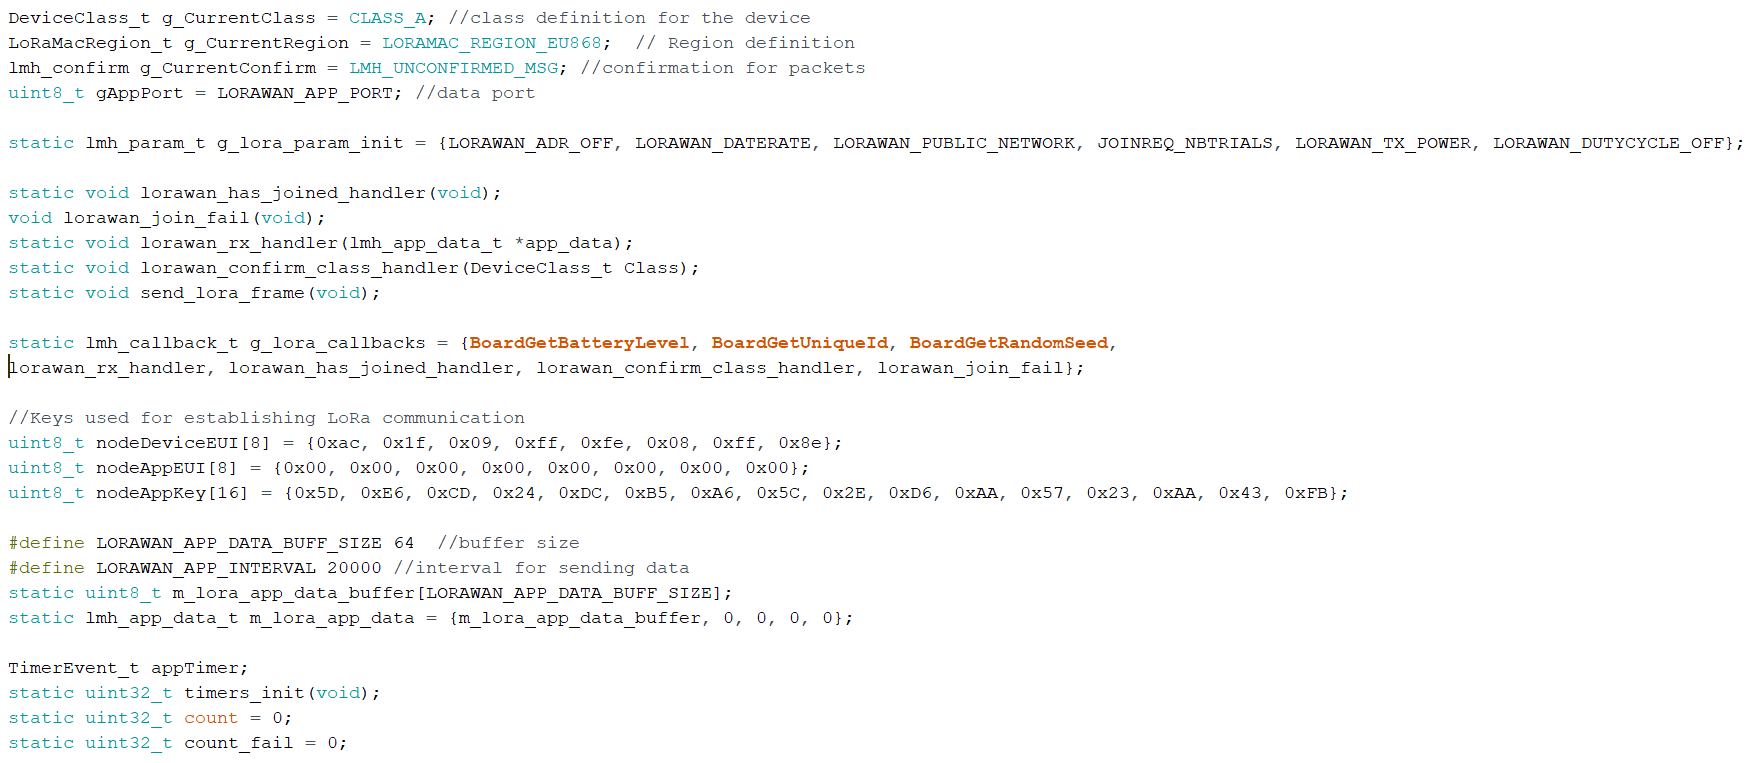 DeviceClass_t g_CurrentClass = CLASS_A; //class definition for the device
LoRaMacRegion_t g_CurrentRegion = LORAMAC_REGION_EU868;  // Region definition
lmh_confirm g_CurrentConfirm = LMH_UNCONFIRMED_MSG; //confirmation for packets
uint8_t gAppPort = LORAWAN_APP_PORT; //data port

static lmh_param_t g_lora_param_init = {LORAWAN_ADR_OFF, LORAWAN_DATERATE, LORAWAN_PUBLIC_NETWORK, JOINREQ_NBTRIALS, LORAWAN_TX_POWER, LORAWAN_DUTYCYCLE_OFF};

static void lorawan_has_joined_handler(void);
void lorawan_join_fail(void);
static void lorawan_rx_handler(lmh_app_data_t *app_data);
static void lorawan_confirm_class_handler(DeviceClass_t Class);
static void send_lora_frame(void);

static lmh_callback_t g_lora_callbacks = {BoardGetBatteryLevel, BoardGetUniqueId, BoardGetRandomSeed,
lorawan_rx_handler, lorawan_has_joined_handler, lorawan_confirm_class_handler, lorawan_join_fail};

//Keys used for establishing LoRa communication
uint8_t nodeDeviceEUI[8] = {0xac, 0x1f, 0x09, 0xff, 0xfe, 0x08, 0xff, 0x8e};
uint8_t nodeAppEUI[8] = {0x00, 0x00, 0x00, 0x00, 0x00, 0x00, 0x00, 0x00};
uint8_t nodeAppKey[16] = {0x5D, 0xE6, 0xCD, 0x24, 0xDC, 0xB5, 0xA6, 0x5C, 0x2E, 0xD6, 0xAA, 0x57, 0x23, 0xAA, 0x43, 0xFB};

#define LORAWAN_APP_DATA_BUFF_SIZE 64  //buffer size
#define LORAWAN_APP_INTERVAL 20000 //interval for sending data
static uint8_t m_lora_app_data_buffer[LORAWAN_APP_DATA_BUFF_SIZE];
static lmh_app_data_t m_lora_app_data = {m_lora_app_data_buffer, 0, 0, 0, 0};

TimerEvent_t appTimer;
static uint32_t timers_init(void);
static uint32_t count = 0;
static uint32_t count_fail = 0;